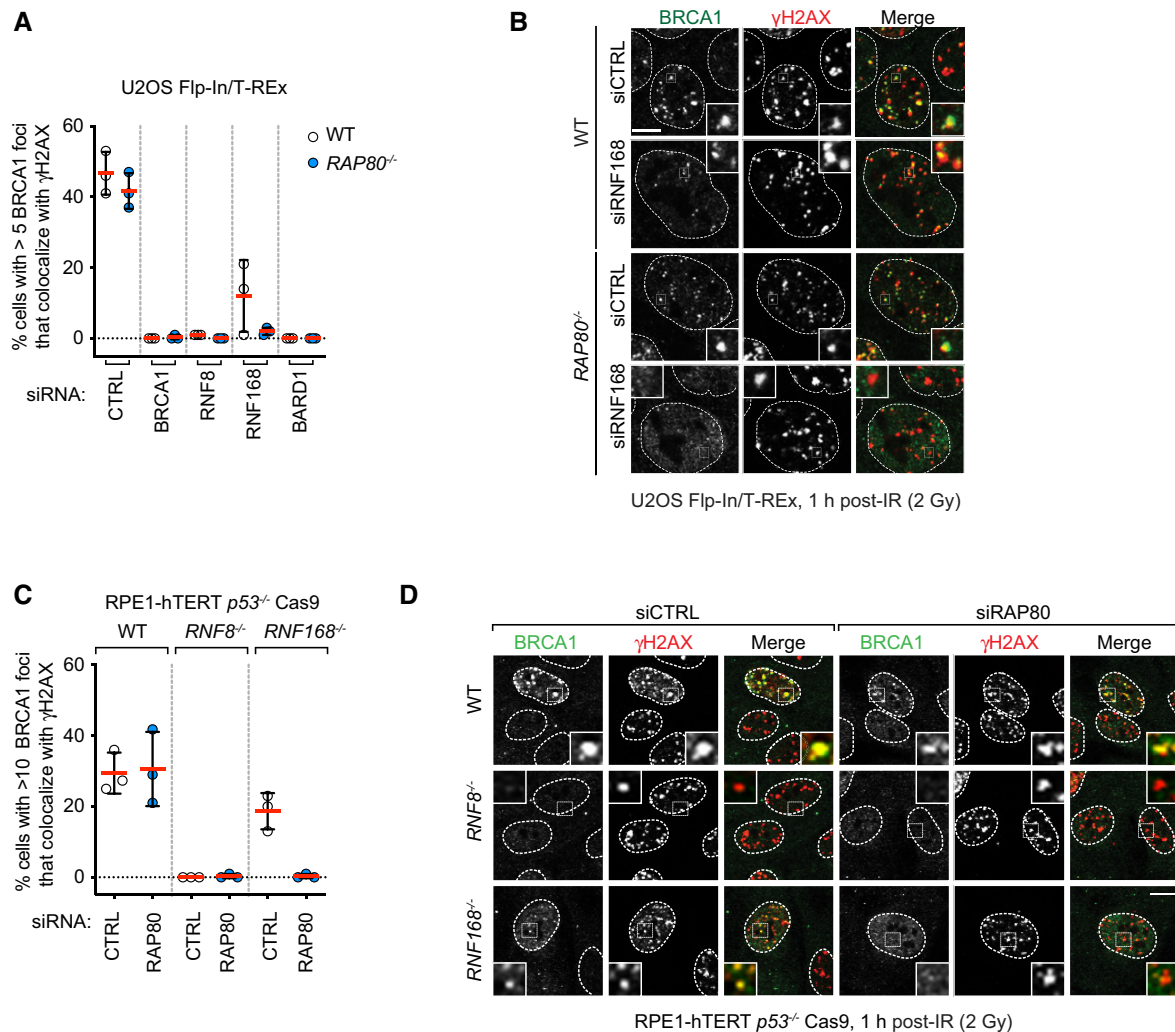 A
U2OS Flp-In/T-REx
% cells with > 5 BRCA1 foci
that colocalize with γH2AX
60
40
20
0
WT
RAP80-/-
siRNA:
CTRL
BRCA1
RNF8
RNF168
BARD1
B
BRCA1
γH2AX
Merge
WT
siCTRL
siRNF168
RAP80-/-
siCTRL
siRNF168
U2OS Flp-In/T-REx, 1 h post-IR (2 Gy)
C
RPE1-hTERT p53-/- Cas9
WT
RNF8-/-
RNF168-/-
% cells with >10 BRCA1 foci
that colocalize with γH2AX
60
40
20
0
siRNA:
CTRL
RAP80
CTRL
RAP80
CTRL
RAP80
D
siCTRL
siRAP80
BRCA1
γH2AX
Merge
BRCA1
γH2AX
Merge
WT
RNF8-/-
RNF168-/-
RPE1-hTERT p53-/- Cas9, 1 h post-IR (2 Gy)